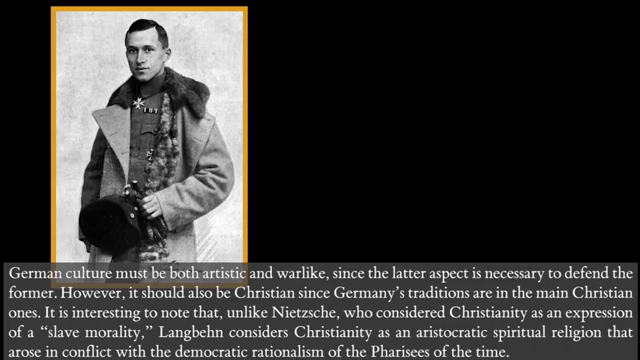 German culture must be both artistic and warlike, since the latter aspect is necessary to defend the
former. However, it should also be Christian since Germany's traditions are in the main Christian
ones. It is interesting to note that, unlike Nietzsche, who considered Christianity as an expression
of a “slave morality,” Langbehn considers Christianity as an aristocratic spiritual religion that
arose in conflict with the democratic rationalism of the Pharisees of the time.